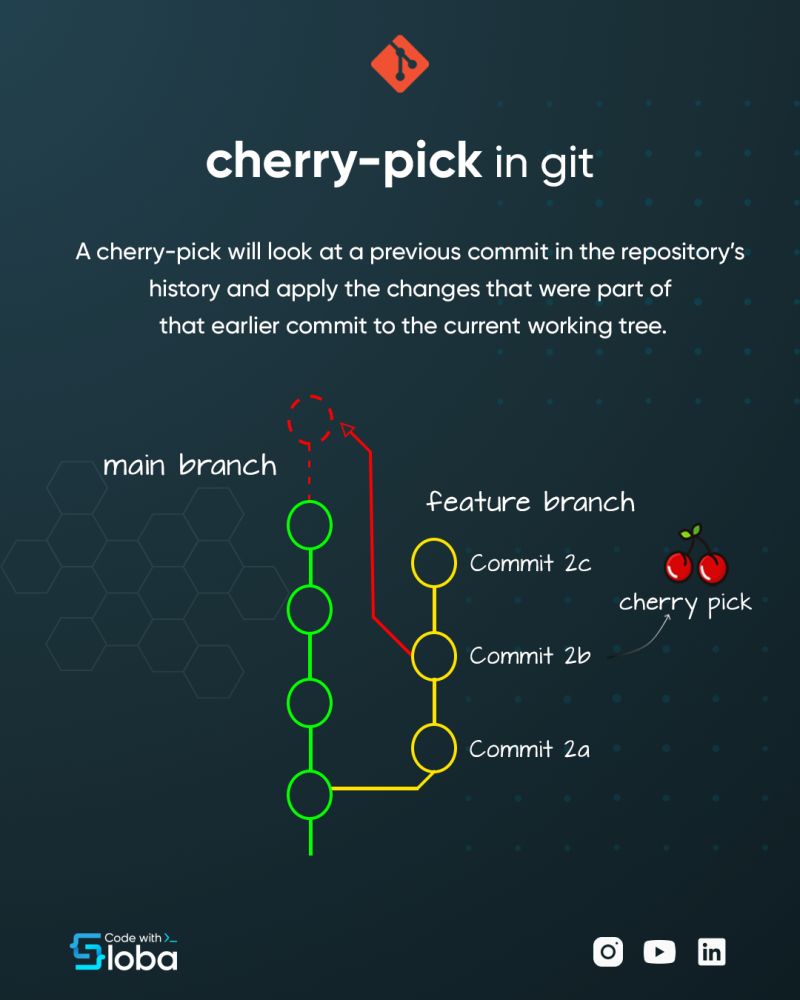 cherry-pick in git
A cherry-pick will look at a previous commit in the repository's
history and apply the changes that were part of
that earlier commit to the current working tree.
main branch
feature branch
Commit 2c
cherry pick
Commit 2b
Commit 2a
Code with >_
Globa
in